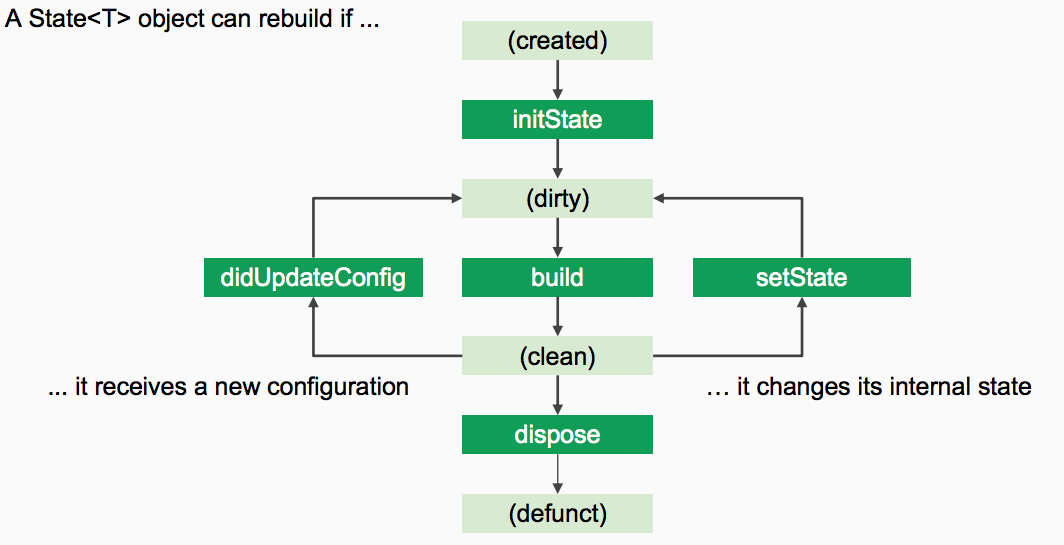 A State<T> object can rebuild if ...
(created)
initState
(dirty)
didUpdateConfig
build
setState
(clean)
... it receives a new configuration
… it changes its internal state
dispose
(defunct)